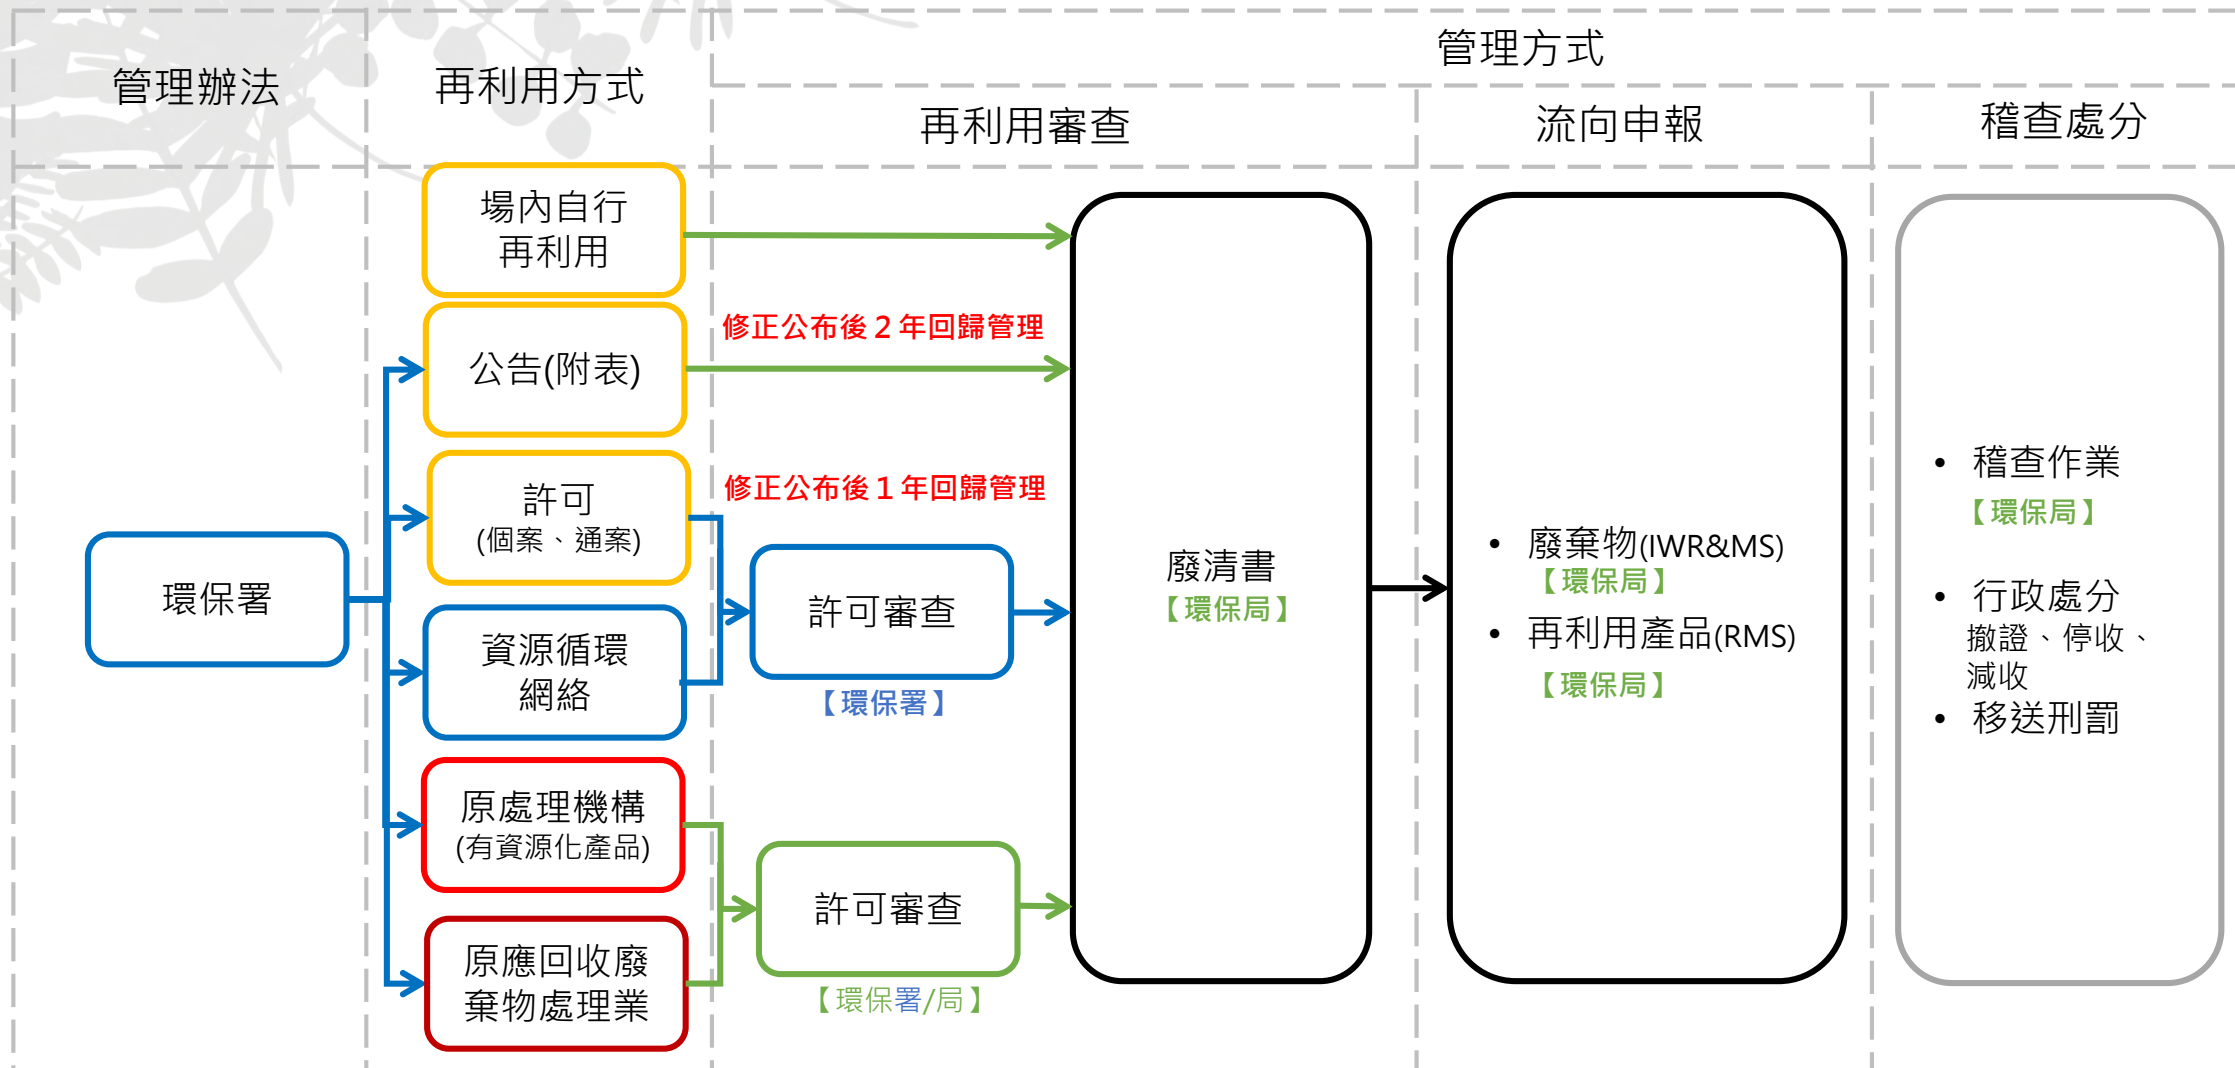 管理辦法
再利用方式
管理方式
再利用審查
流向申報
稽查處分
場內自行
再利用
公告(附表)
許可
(個案、通案)
環保署
資源循環
網絡
原處理機構
(有資源化產品)
原應回收廢
棄物處理業
修正公布後２年回歸管理
修正公布後１年回歸管理
許可審查
【環保署】
許可審查
【環保署/局】
廢清書
【環保局】
• 廢棄物(IWR&MS)
【環保局】
• 再利用產品(RMS)
【環保局】
• 稽查作業
【環保局】
• 行政處分
撤證、停收、
減收
• 移送刑罰